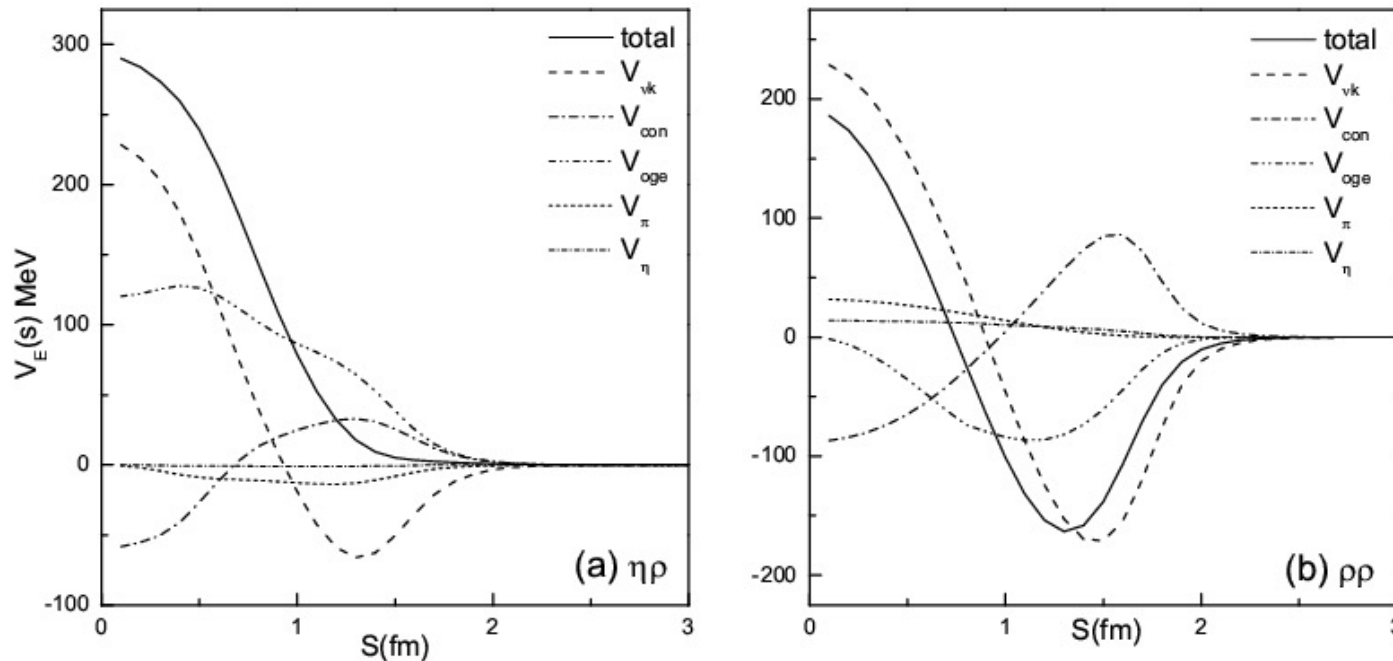 300
200
100
0
-100
V_E(s) MeV
total
V_vk
V_con
V_oge
V_π
V_η
(a) ηρ
0
1
2
3
S(fm)
200
100
0
-100
-200
total
V_vk
V_con
V_oge
V_π
V_η
(b) ρρ
0
1
2
3
S(fm)